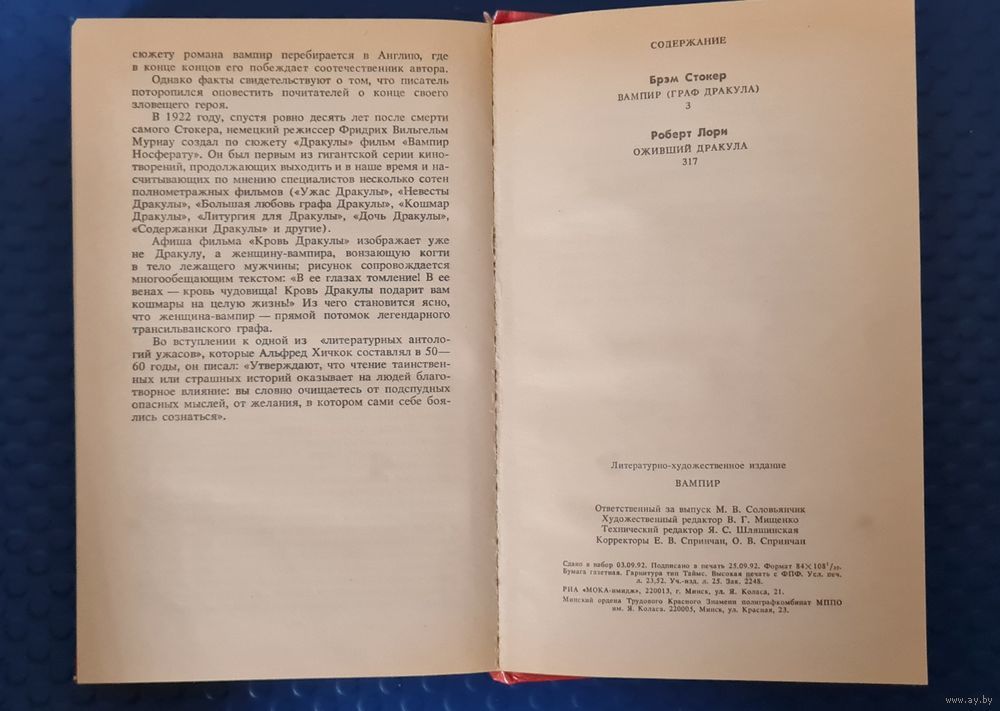 сюжету романа вампир перебирается в Англию, где
в конце концов его побеждает соотечественник автора.
Однако факты свидетельствуют о том, что писатель
поторопился оповестить почитателей о конце своего
зловещего героя.
В 1922 году, спустя ровно десять лет после смерти
самого Стокера, немецкий режиссер Фридрих Вильгельм
Мурнау создал по сюжету «Дракулы» фильм «Вампир
Носферату». Он был первым из гигантской серии кино-
творений, продолжающих выходить и в наше время и на-
считывающих по мнению специалистов несколько сотен
полнометражных фильмов («Ужас Дракулы», «Невесты
Дракулы», «Большая любовь графа Дракулы», «Кошмар
Дракулы», «Литургия для Дракулы», «Дочь Дракулы»,
«Содержанки Дракулы» и другие).
Афиша фильма «Кровь Дракулы» изображает уже
не Дракулу, а женщину-вампира, вонзающую когти
в тело лежащего мужчины; рисунок сопровождается
многообещающим текстом: «В ее глазах томление! В ее
венах — кровь чудовища! Кровь Дракулы подарит вам
кошмары на целую жизнь!» Из чего становится ясно,
что женщина-вампир — прямой потомок легендарного
трансильванского графа.
Во вступлении к одной из «литературных антоло-
гий ужасов», которые Альфред Хичкок составлял в 50—
60 годы, он писал: «Утверждают, что чтение таинствен-
ных или страшных историй оказывает на людей благо-
творное влияние: вы словно очищаетесь от подспудных
опасных мыслей, от желания, в котором сами себе боя-
лись сознаться».
СОДЕРЖАНИЕ
Брэм Стокер
ВАМПИР (ГРАФ ДРАКУЛА)
3
Роберт Лори
ОЖИВШИЙ ДРАКУЛА
317
Литературно-художественное издание
ВАМПИР
Ответственный за выпуск М. В. Соловьянчик
Художественный редактор В. Г. Мищенко
Технический редактор Я. С. Шляшинская
Корректоры Е. В. Спринчан, О. В. Спринчан
Сдано в набор 03.09.92. Подписано в печать 25.09.92. Формат 84×108¹/₃₂.
Бумага газетная. Гарнитура тип Таймс. Высокая печать с ФПФ. Усл. печ.
л. 23,52. Уч.-изд. л. 25. Зак. 2248.
РИА «МОКА-имидж», 220013, г. Минск, ул. Я. Коласа, 21.
Минский ордена Трудового Красного Знамени полиграфкомбинат МППО
им. Я. Коласа. 220005, Минск, ул. Красная, 23.
www.ay.by